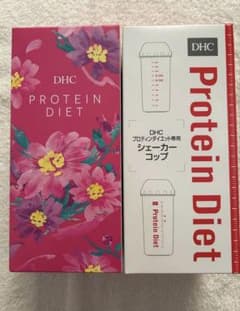 DHC
PROTEIN
DIET
DHC
DHC
プロティンダイエット専用
シェーカー
コップ
Protein Diet
Protein Diet